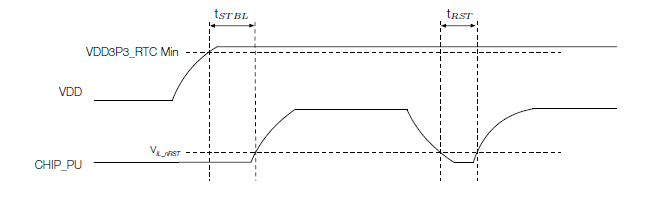 tSTBL
tRST
VDD3P3_RTC Min
VDD
VIL_nRST
CHIP_PU